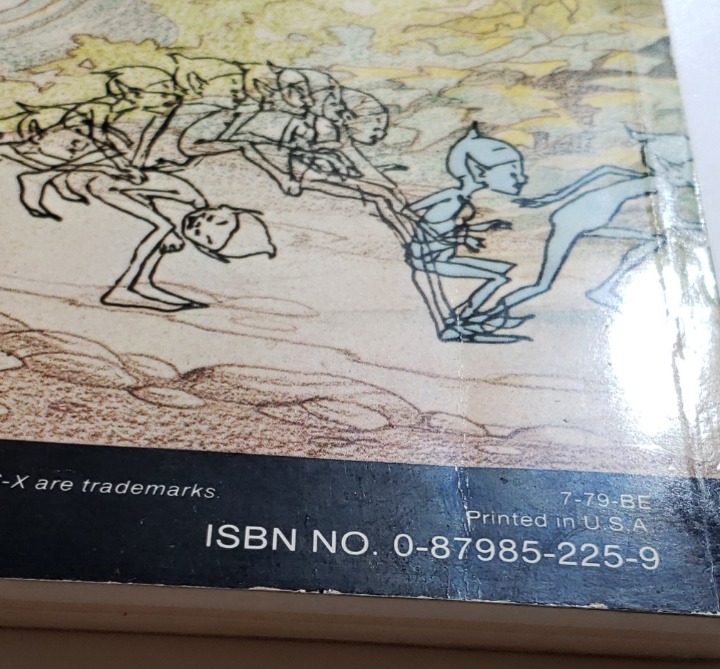 -X are trademarks.
7-79-BE
Printed in U.S.A.
ISBN NO. 0-87985-225-9